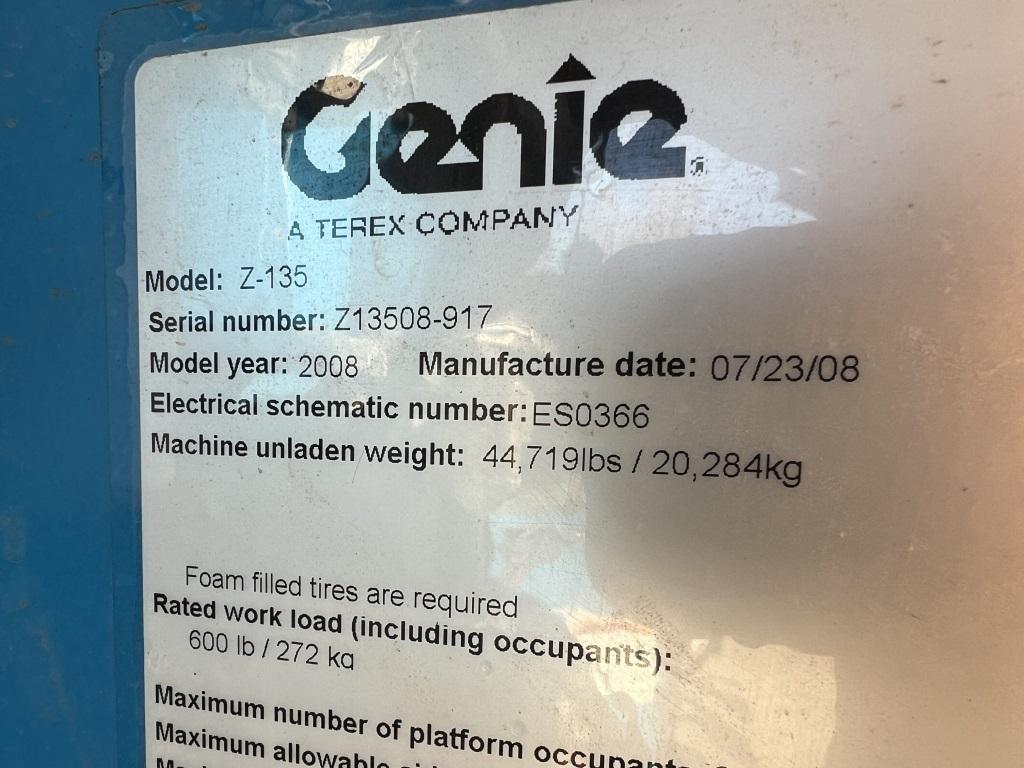 Genie
A TEREX COMPANY
Model: Z-135
Serial number: Z13508-917
Model year: 2008 Manufacture date: 07/23/08
Electrical schematic number: ES0366
Machine unladen weight: 44,719lbs / 20,284kg
Foam filled tires are required
Rated work load (including occupants):
600 lb / 272 kg
Maximum number of platform
Maximum allowable